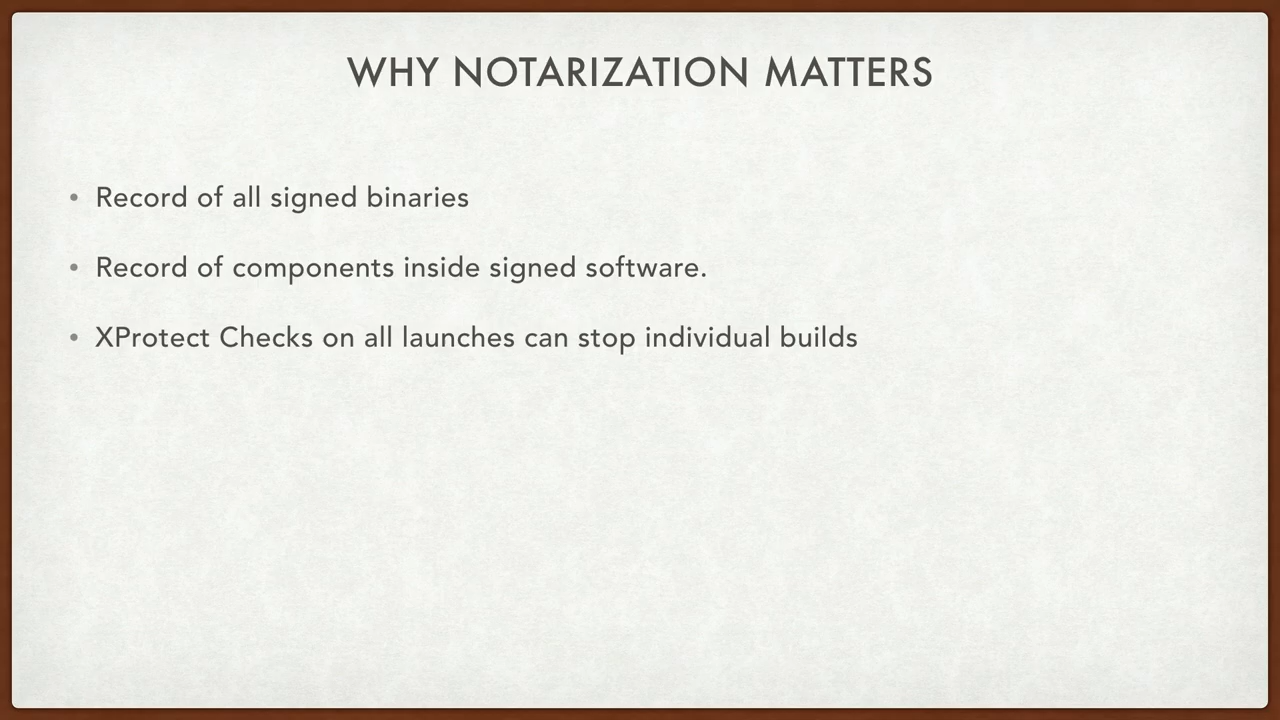 WHY NOTARIZATION MATTERS
• Record of all signed binaries
• Record of components inside signed software.
• XProtect Checks on all launches can stop individual builds